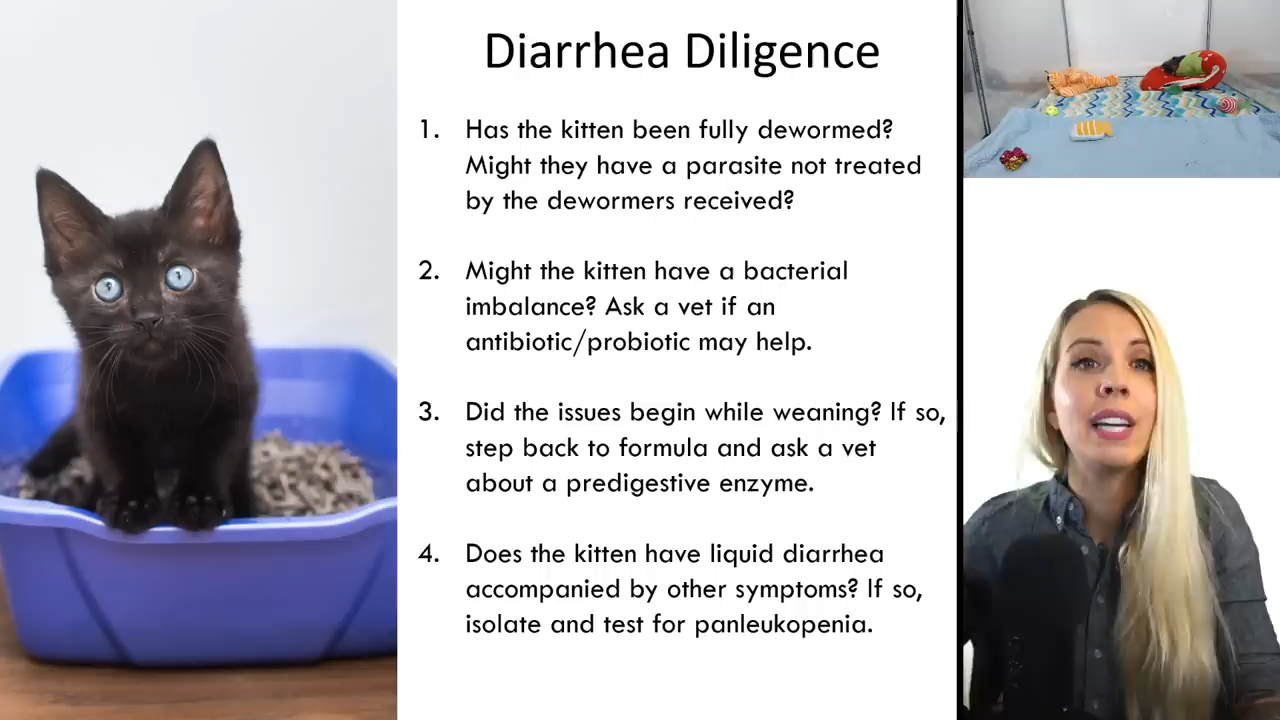 Diarrhea Diligence
1. Has the kitten been fully dewormed?
Might they have a parasite not treated
by the dewormers received?
2. Might the kitten have a bacterial
imbalance? Ask a vet if an
antibiotic/probiotic may help.
3. Did the issues begin while weaning? If so,
step back to formula and ask a vet
about a predigestive enzyme.
4. Does the kitten have liquid diarrhea
accompanied by other symptoms? If so,
isolate and test for panleukopenia.